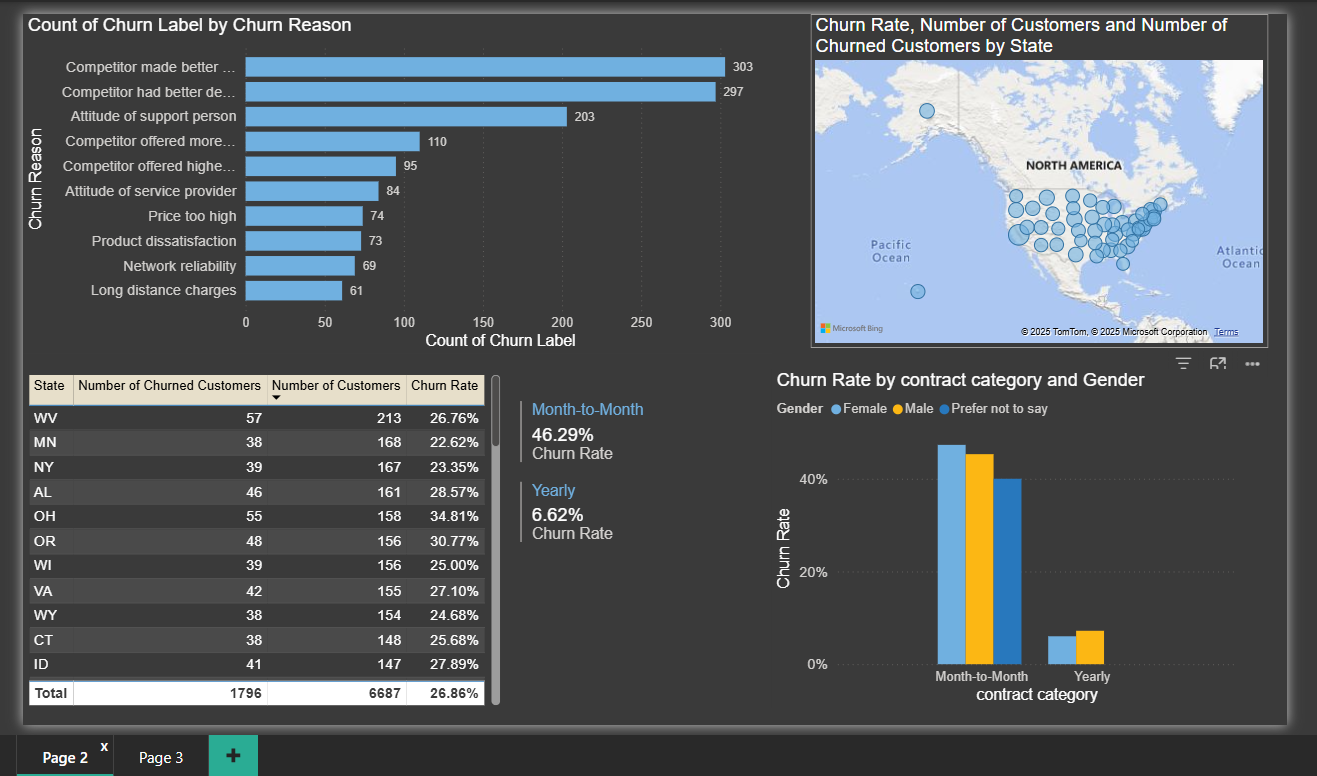 Count of Churn Label by Churn Reason
Churn Reason
Competitor made better ...
303
Competitor had better de...
297
Attitude of support person
203
Competitor offered more...
110
Competitor offered highe...
95
Attitude of service provider
84
Price too high
74
Product dissatisfaction
73
Network reliability
69
Long distance charges
61
0 50 100 150 200 250 300
Count of Churn Label
Churn Rate, Number of Customers and Number of
Churned Customers by State
NORTH AMERICA
Pacific
Ocean
Atlantic
Ocean
Microsoft Bing
© 2025 TomTom, © 2025 Microsoft Corporation Terms
State Number of Churned Customers Number of Customers Churn Rate
WV 57 213 26.76%
MN 38 168 22.62%
NY 39 167 23.35%
AL 46 161 28.57%
OH 55 158 34.81%
OR 48 156 30.77%
WI 39 156 25.00%
VA 42 155 27.10%
WY 38 154 24.68%
CT 38 148 25.68%
ID 41 147 27.89%
Total 1796 6687 26.86%
Month-to-Month
46.29%
Churn Rate
Yearly
6.62%
Churn Rate
Churn Rate by contract category and Gender
Gender Female Male Prefer not to say
Churn Rate
40%
20%
0%
Month-to-Month Yearly
contract category
Page 2 x Page 3 +